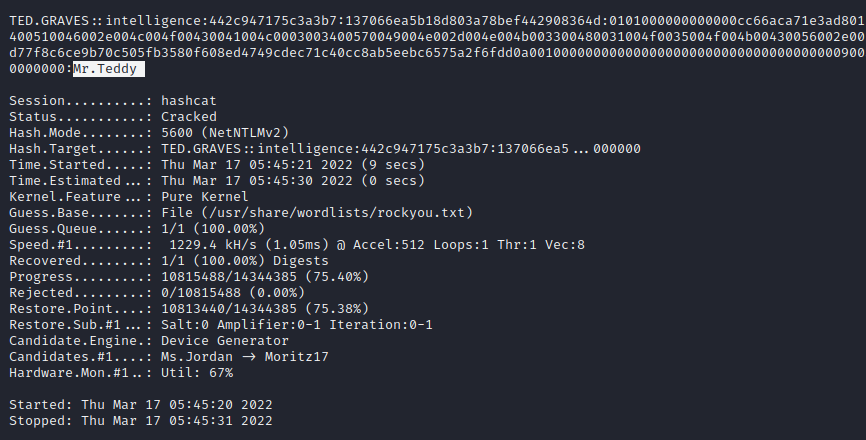 TED.GRAVES::intelligence:442c947175c3a3b7:137066ea5b18d803a78bef442908364d:0101000000000000cc66aca71e3ad801
400510046002e004c004f00430041004c0003003400570049004e002d004e004b003300480031004f0035004f004b00430056002e00
d77f8c6ce9b70c505fb3580f608ed4749cdec71c40cc8ab5eebc6575a2f6fdd0a001000000000000000000000000000000000000900
0000000:Mr.Teddy
Session..........: hashcat
Status...........: Cracked
Hash.Mode........: 5600 (NetNTLMv2)
Hash.Target......: TED.GRAVES::intelligence:442c947175c3a3b7:137066ea5...000000
Time.Started.....: Thu Mar 17 05:45:21 2022 (9 secs)
Time.Estimated...: Thu Mar 17 05:45:30 2022 (0 secs)
Kernel.Feature...: Pure Kernel
Guess.Base.......: File (/usr/share/wordlists/rockyou.txt)
Guess.Queue......: 1/1 (100.00%)
Speed.#1.........:  1229.4 kH/s (1.05ms) @ Accel:512 Loops:1 Thr:1 Vec:8
Recovered........: 1/1 (100.00%) Digests
Progress.........: 10815488/14344385 (75.40%)
Rejected.........: 0/10815488 (0.00%)
Restore.Point....: 10813440/14344385 (75.38%)
Restore.Sub.#1...: Salt:0 Amplifier:0-1 Iteration:0-1
Candidate.Engine.: Device Generator
Candidates.#1....: Ms.Jordan -> Moritz17
Hardware.Mon.#1..: Util: 67%
Started: Thu Mar 17 05:45:20 2022
Stopped: Thu Mar 17 05:45:31 2022